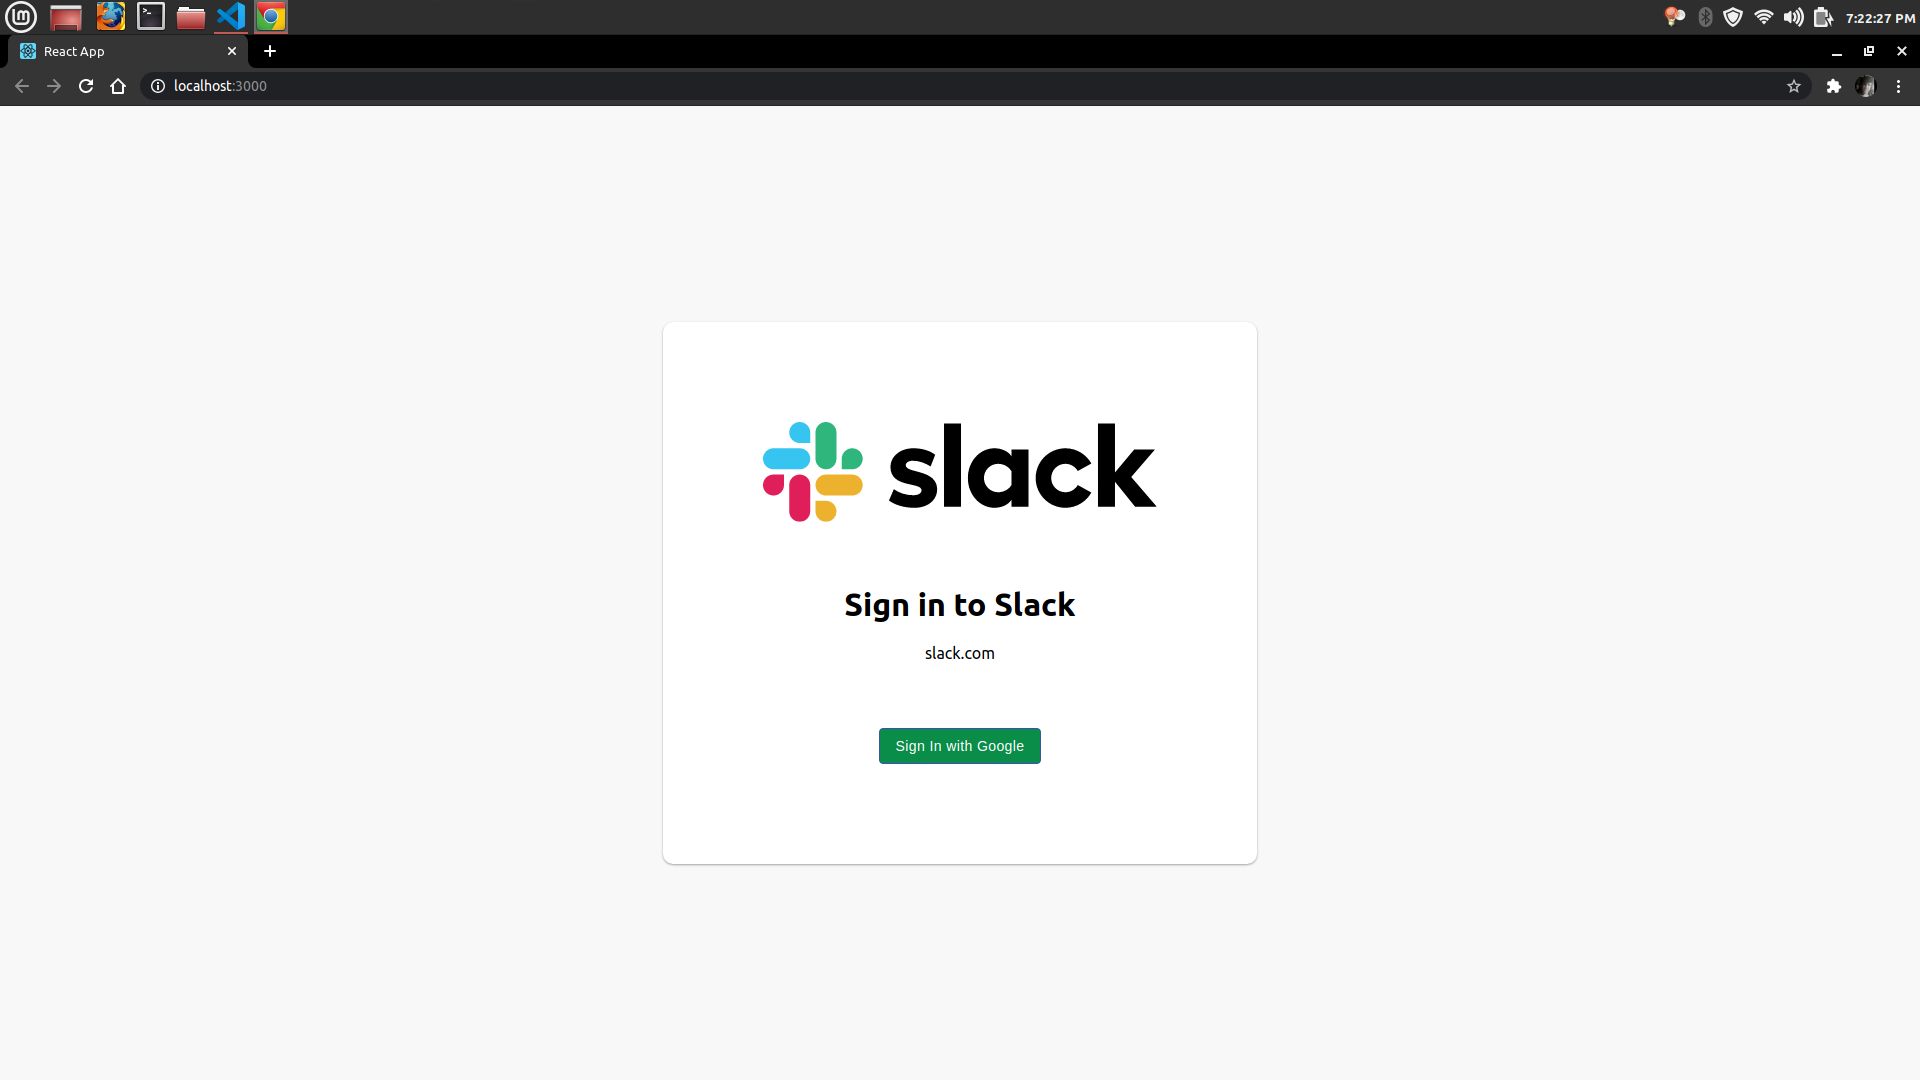 7:22:27 PM
React App
localhost:3000
slack
Sign in to Slack
slack.com
Sign In with Google